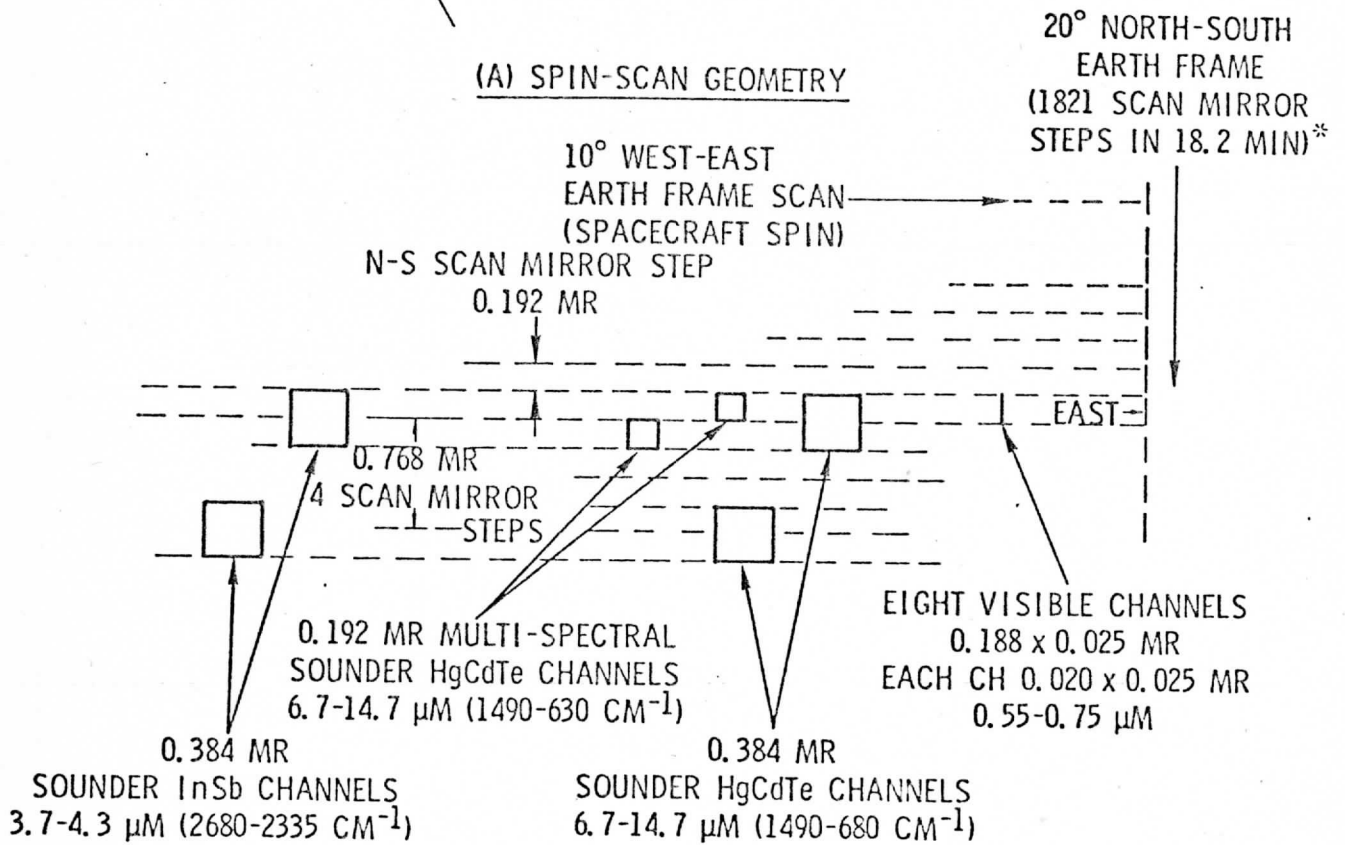 20° NORTH-SOUTH
EARTH FRAME
(1821 SCAN MIRROR
STEPS IN 18.2 MIN)*
(A) SPIN-SCAN GEOMETRY
10° WEST-EAST
EARTH FRAME SCAN
(SPACECRAFT SPIN)
N-S SCAN MIRROR STEP
0.192 MR
EAST
0.768 MR
4 SCAN MIRROR
STEPS
0.192 MR MULTI-SPECTRAL
SOUNDER HgCdTe CHANNELS
6.7-14.7 μM (1490-630 CM⁻¹)
EIGHT VISIBLE CHANNELS
0.188 x 0.025 MR
EACH CH 0.020 x 0.025 MR
0.55-0.75 μM
0.384 MR
SOUNDER InSb CHANNELS
3.7-4.3 μM (2680-2335 CM⁻¹)
0.384 MR
SOUNDER HgCdTe CHANNELS
6.7-14.7 μM (1490-680 CM⁻¹)